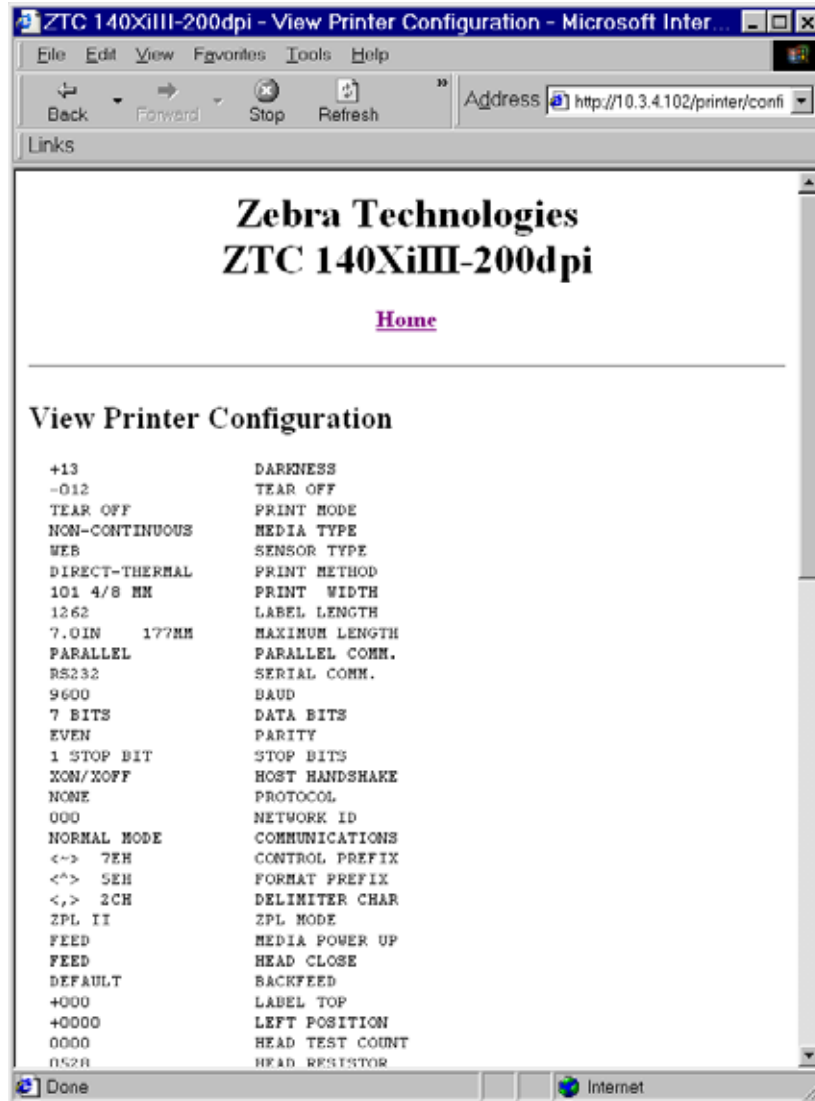 ZTC 140XiIII-200dpi - View Printer Configuration - Microsoft Inter...
File Edit View Favorites Tools Help
Back Forward Stop Refresh » Address http://10.3.4.102/printer/confi
Links
Zebra Technologies
ZTC 140XiIII-200dpi
Home
View Printer Configuration
+13 DARKNESS
-012 TEAR OFF
TEAR OFF PRINT MODE
NON-CONTINUOUS MEDIA TYPE
WEB SENSOR TYPE
DIRECT-THERMAL PRINT METHOD
101 4/8 MM PRINT WIDTH
1262 LABEL LENGTH
7.0IN 177MM MAXIMUM LENGTH
PARALLEL PARALLEL COMM.
RS232 SERIAL COMM.
9600 BAUD
7 BITS DATA BITS
EVEN PARITY
1 STOP BIT STOP BITS
XON/XOFF HOST HANDSHAKE
NONE PROTOCOL
000 NETWORK ID
NORMAL MODE COMMUNICATIONS
<~> 7EH CONTROL PREFIX
<^> 5EH FORMAT PREFIX
<,> 2CH DELIMITER CHAR
ZPL II ZPL MODE
FEED MEDIA POWER UP
FEED HEAD CLOSE
DEFAULT BACKFEED
+000 LABEL TOP
+0000 LEFT POSITION
0000 HEAD TEST COUNT
0528 HEAD RESISTOR
Done Internet